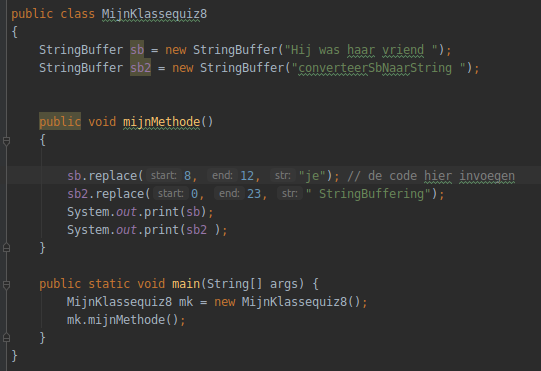 public class MijnKlassequiz8
{
StringBuffer sb = new StringBuffer("Hij was haar vriend ");
StringBuffer sb2 = new StringBuffer("converteerSbNaarString ");
public void mijnMethode()
{
sb.replace( start: 8, end: 12, str: "je"); // de code hier invoegen
sb2.replace( start: 0, end: 23, str: " StringBuffering");
System.out.print(sb);
System.out.print(sb2 );
}
public static void main(String[] args) {
MijnKlassequiz8 mk = new MijnKlassequiz8();
mk.mijnMethode();
}
}